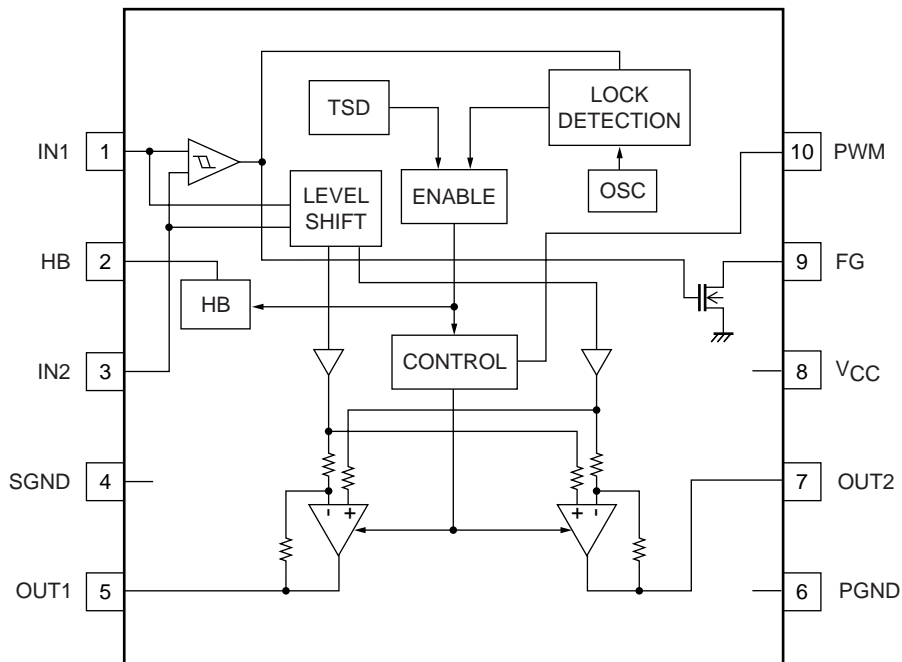 LOCK
DETECTION
TSD
IN1
1
10
PWM
LEVEL
SHIFT
ENABLE
OSC
HB
2
9
FG
HB
IN2
3
CONTROL
8
VCC
SGND
4
7
OUT2
-
+
+
-
OUT1
5
6
PGND